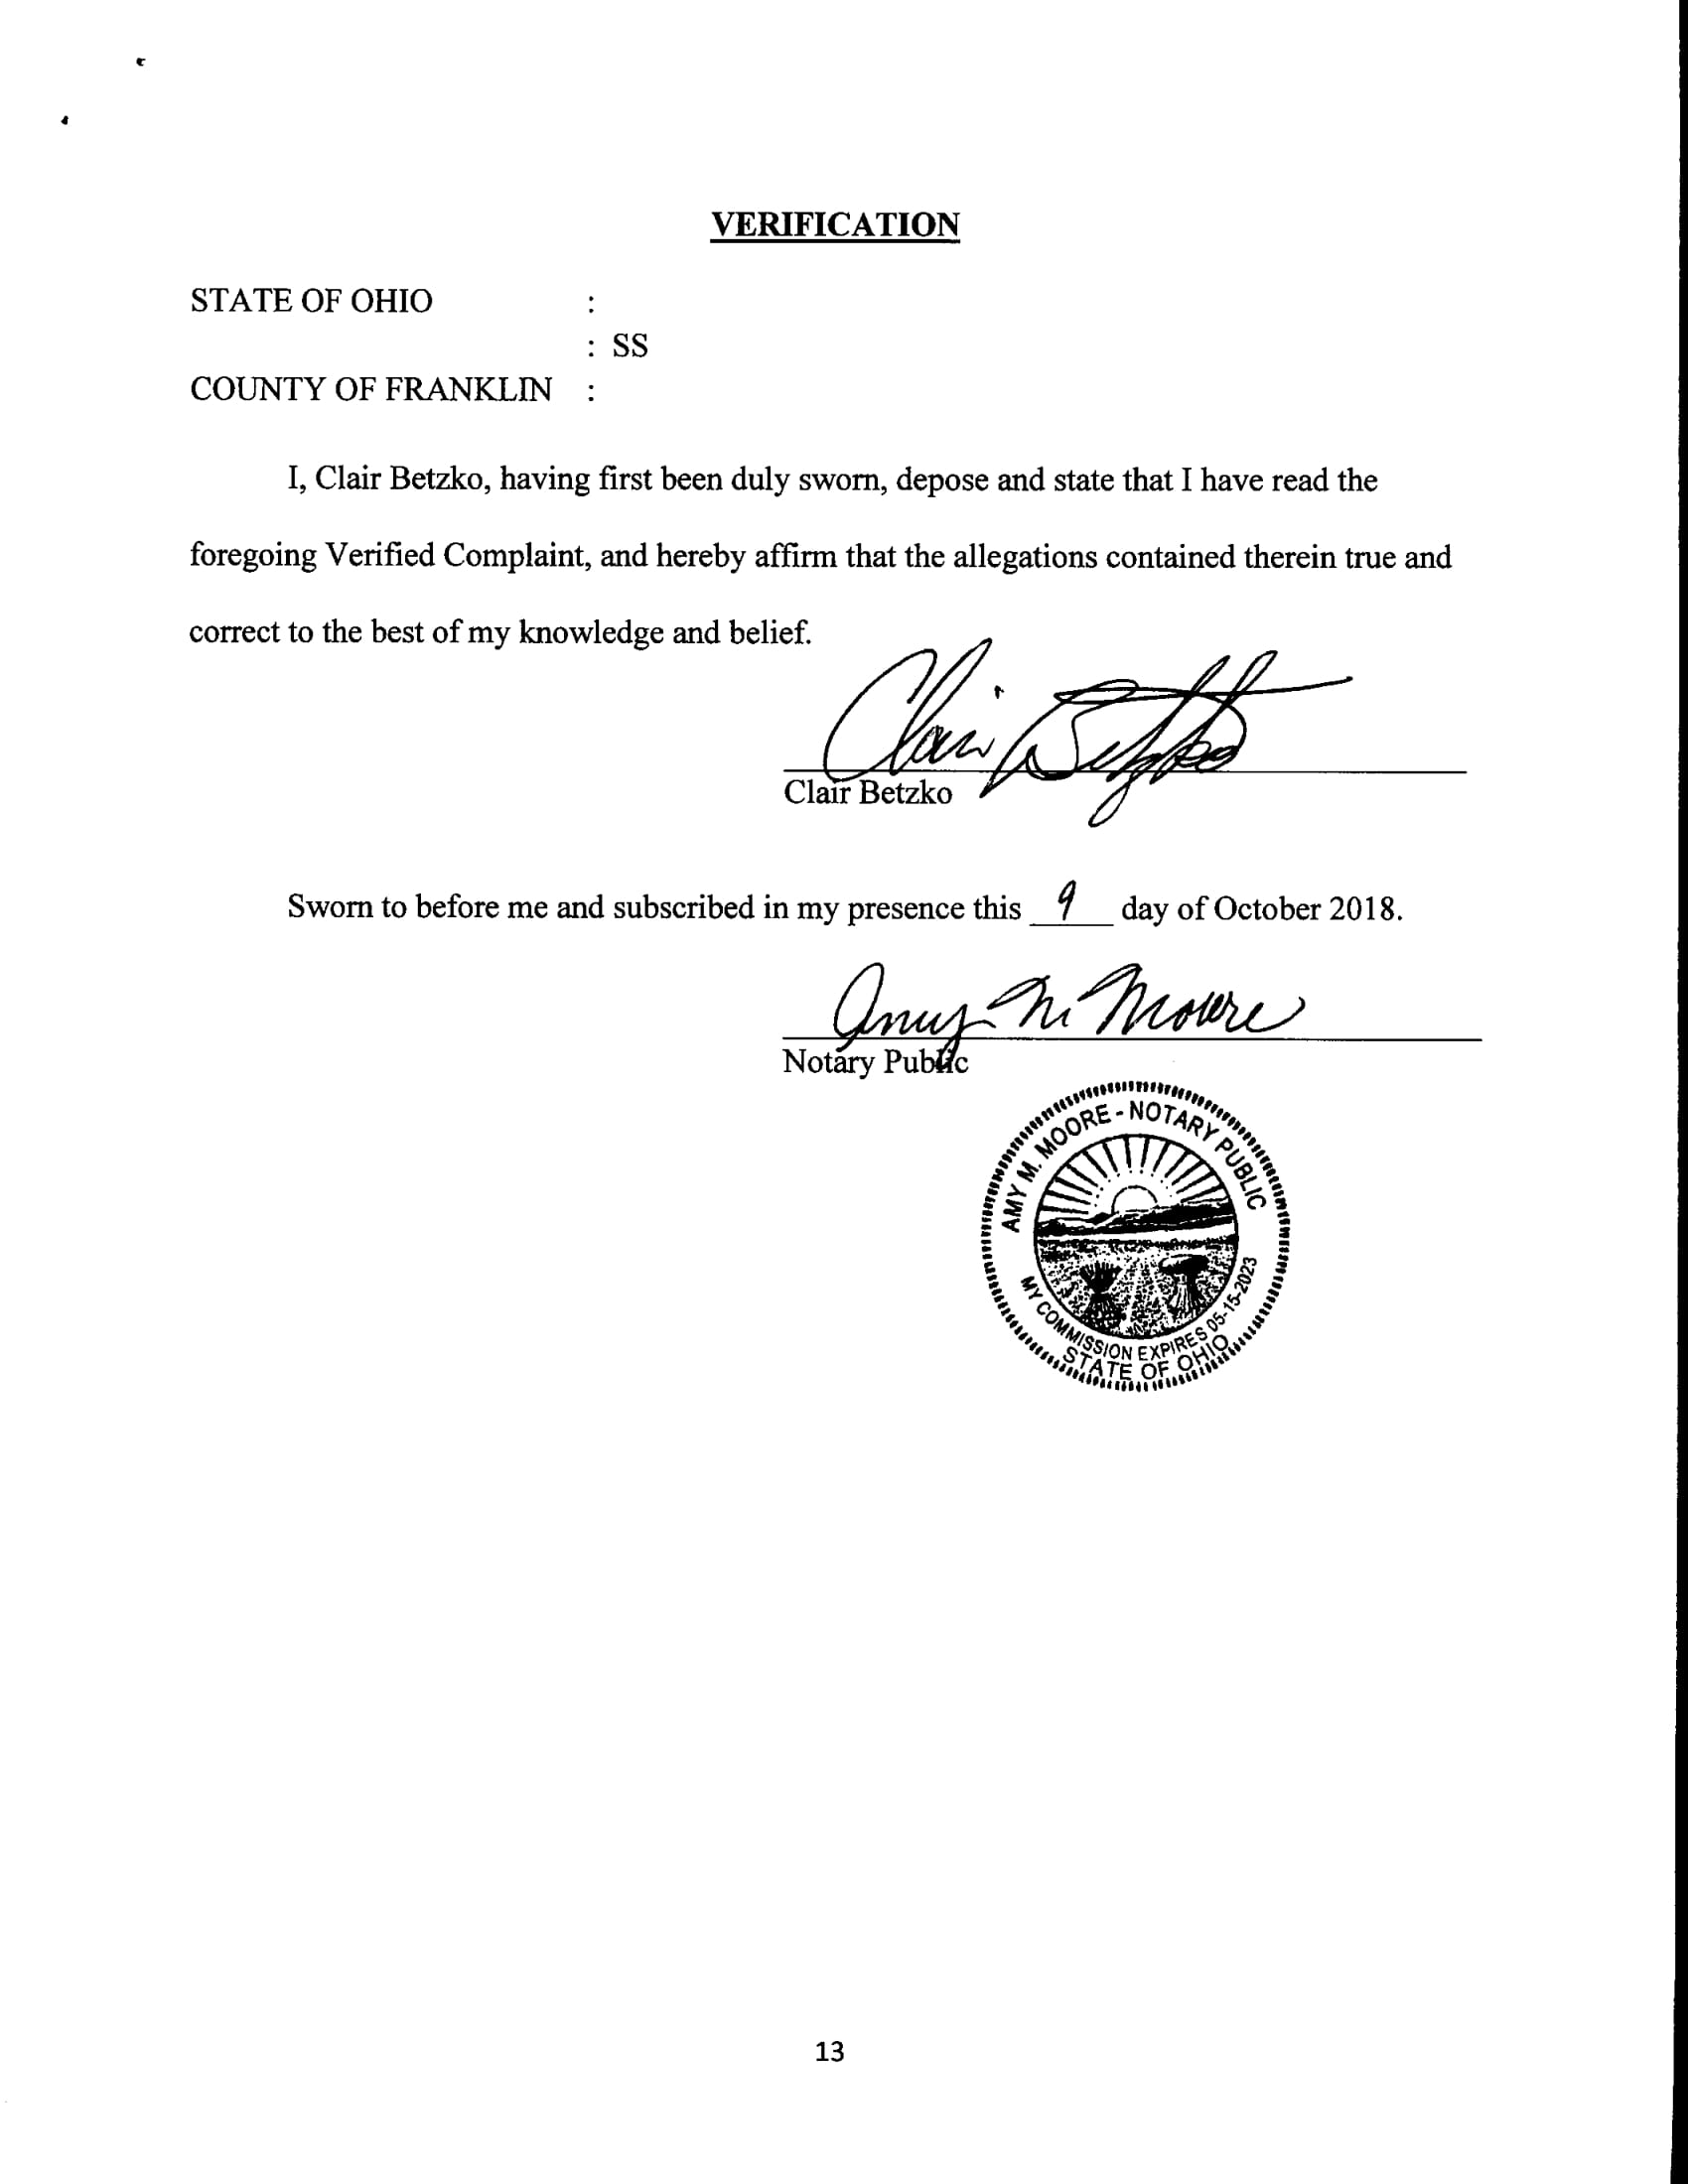 VERIFICATION
STATE OF OHIO :
: SS
COUNTY OF FRANKLIN :
I, Clair Betzko, having first been duly sworn, depose and state that I have read the
foregoing Verified Complaint, and hereby affirm that the allegations contained therein true and
correct to the best of my knowledge and belief.
Clair Betzko
Clair Betzko
Sworn to before me and subscribed in my presence this 9 day of October 2018.
Amy M Moore
Notary Public
AMY M. MOORE - NOTARY PUBLIC
MY COMMISSION EXPIRES 05-15-2023
STATE OF OHIO
13